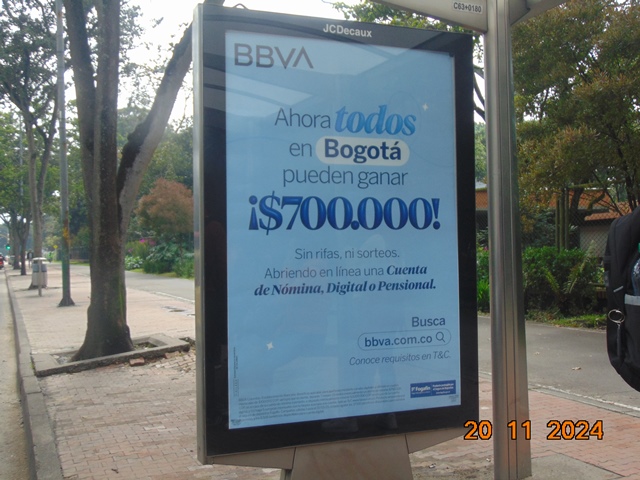 C63+0180
JCDecaux
BBVA
Ahora todos
en Bogotá
pueden ganar
¡$700.000!
Sin rifas, ni sorteos.
Abriendo en línea una Cuenta
de Nómina, Digital o Pensional.
Busca
bbva.com.co
Conoce requisitos en T&C
20 11 2024